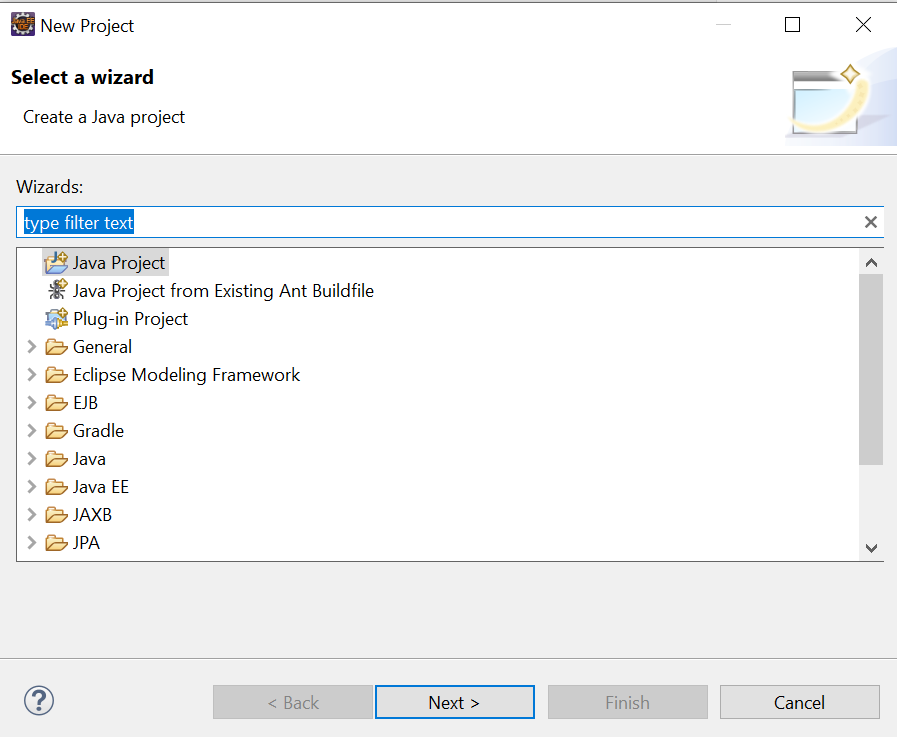 New Project
Select a wizard
Create a Java project
Wizards:
type filter text
Java Project
Java Project from Existing Ant Buildfile
Plug-in Project
General
Eclipse Modeling Framework
EJB
Gradle
Java
Java EE
JAXB
JPA
? < Back Next > Finish Cancel